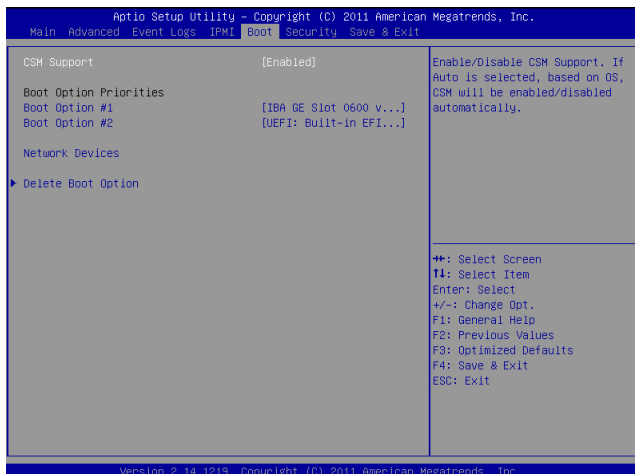 Aptio Setup Utility – Copyright (C) 2011 American Megatrends, Inc.
Main Advanced Event Logs IPMI Boot Security Save & Exit
CSM Support [Enabled]
Boot Option Priorities
Boot Option #1 [IBA GE Slot 0600 v...]
Boot Option #2 [UEFI: Built-in EFI...]
Network Devices
Delete Boot Option
Enable/Disable CSM Support. If
Auto is selected, based on OS,
CSM will be enabled/disabled
automatically.
→←: Select Screen
↑↓: Select Item
Enter: Select
+/-: Change Opt.
F1: General Help
F2: Previous Values
F3: Optimized Defaults
F4: Save & Exit
ESC: Exit
Version 2.14.1219. Copyright (C) 2011 American Megatrends, Inc.